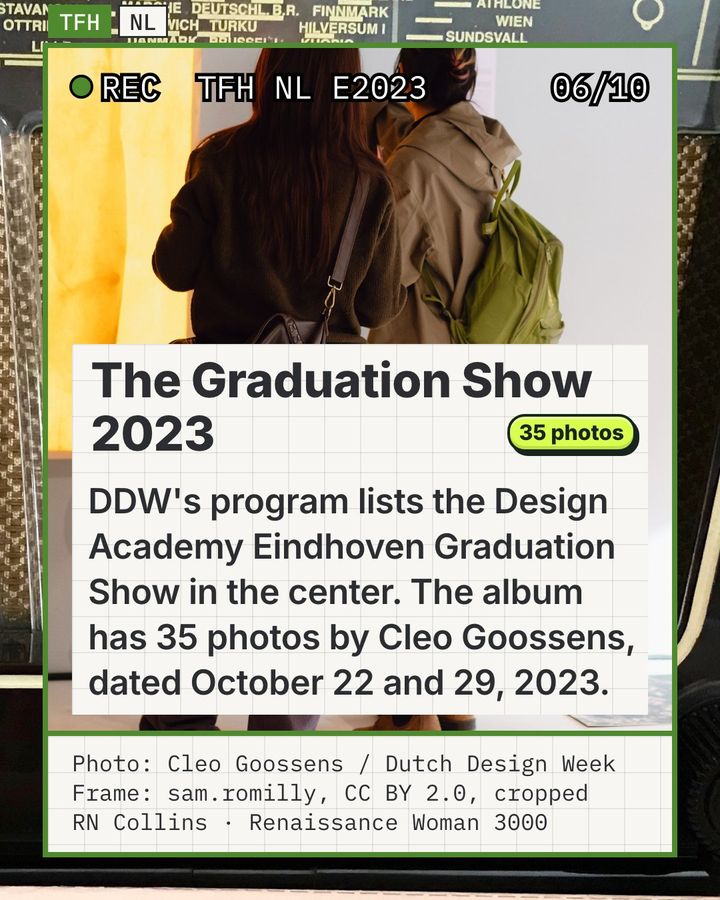 MARCHE DEUTSCHL.B.R. FINNMARK ATHLONE
WICH TURKU HILVERSUM I WIEN
SUNDSVALL
TFH NL
REC TFH NL E2023 06/10
The Graduation Show
2023
35 photos
DDW's program lists the Design
Academy Eindhoven Graduation
Show in the center. The album
has 35 photos by Cleo Goossens,
dated October 22 and 29, 2023.
Photo: Cleo Goossens / Dutch Design Week
Frame: sam.romilly, CC BY 2.0, cropped
RN Collins · Renaissance Woman 3000